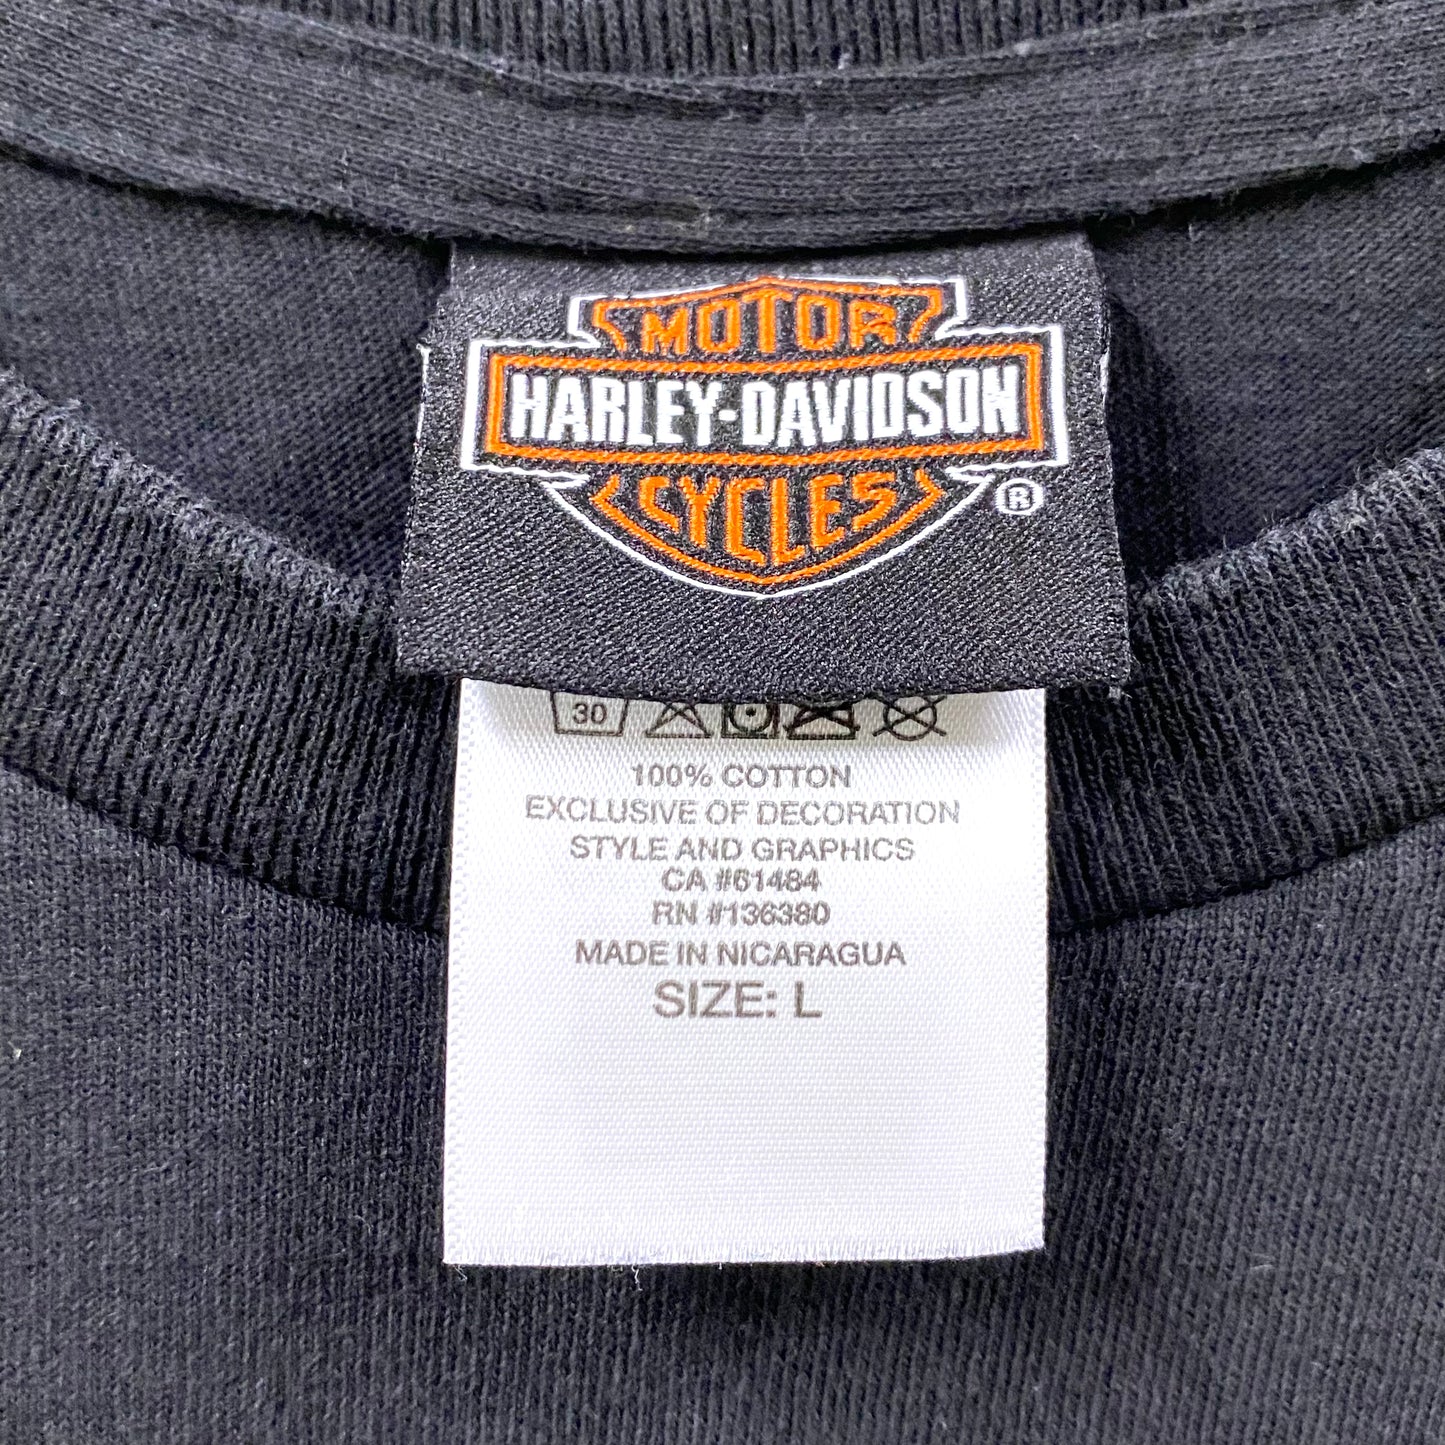 MOTOR
HARLEY-DAVIDSON
CYCLES
®
30
100% COTTON
EXCLUSIVE OF DECORATION
STYLE AND GRAPHICS
CA #61484
RN #136380
MADE IN NICARAGUA
SIZE: L